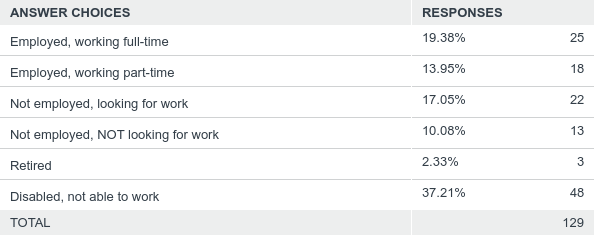 ANSWER CHOICES RESPONSES
Employed, working full-time 19.38% 25
Employed, working part-time 13.95% 18
Not employed, looking for work 17.05% 22
Not employed, NOT looking for work 10.08% 13
Retired 2.33% 3
Disabled, not able to work 37.21% 48
TOTAL 129